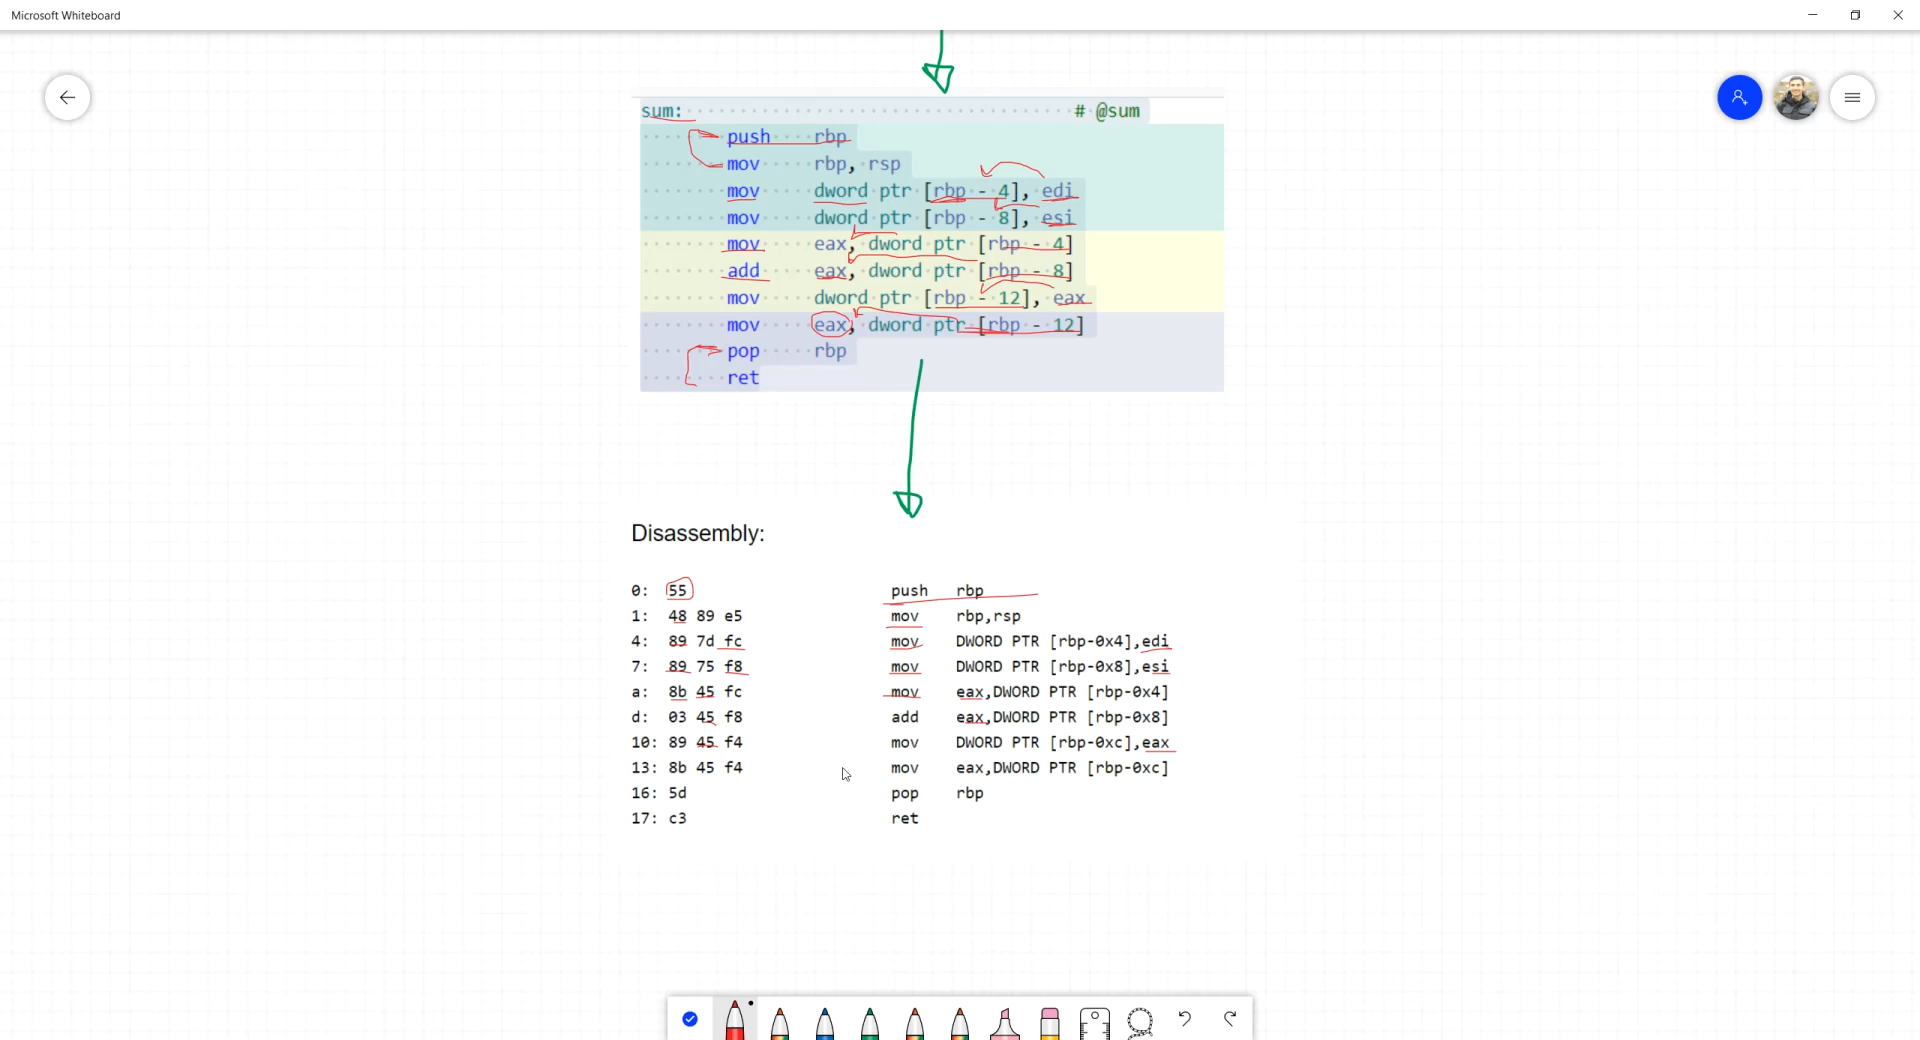 Microsoft Whiteboard
sum: # @sum
push rbp
mov rbp, rsp
mov dword ptr [rbp - 4], edi
mov dword ptr [rbp - 8], esi
mov eax, dword ptr [rbp - 4]
add eax, dword ptr [rbp - 8]
mov dword ptr [rbp - 12], eax
mov eax, dword ptr [rbp - 12]
pop rbp
ret
Disassembly:
0: 55 push rbp
1: 48 89 e5 mov rbp,rsp
4: 89 7d fc mov DWORD PTR [rbp-0x4],edi
7: 89 75 f8 mov DWORD PTR [rbp-0x8],esi
a: 8b 45 fc mov eax,DWORD PTR [rbp-0x4]
d: 03 45 f8 add eax,DWORD PTR [rbp-0x8]
10: 89 45 f4 mov DWORD PTR [rbp-0xc],eax
13: 8b 45 f4 mov eax,DWORD PTR [rbp-0xc]
16: 5d pop rbp
17: c3 ret